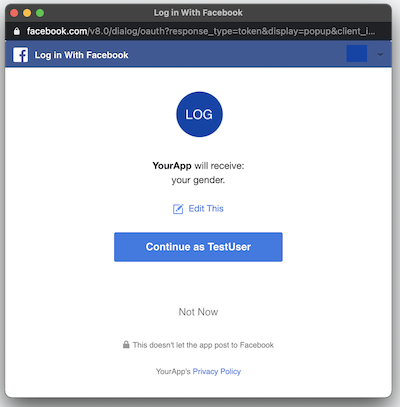 Log in With Facebook
facebook.com/v8.0/dialog/oauth?response_type=token&display=popup&client_i...
Log in With Facebook
LOG
YourApp will receive:
your gender.
Edit This
Continue as TestUser
Not Now
This doesn't let the app post to Facebook
YourApp's Privacy Policy